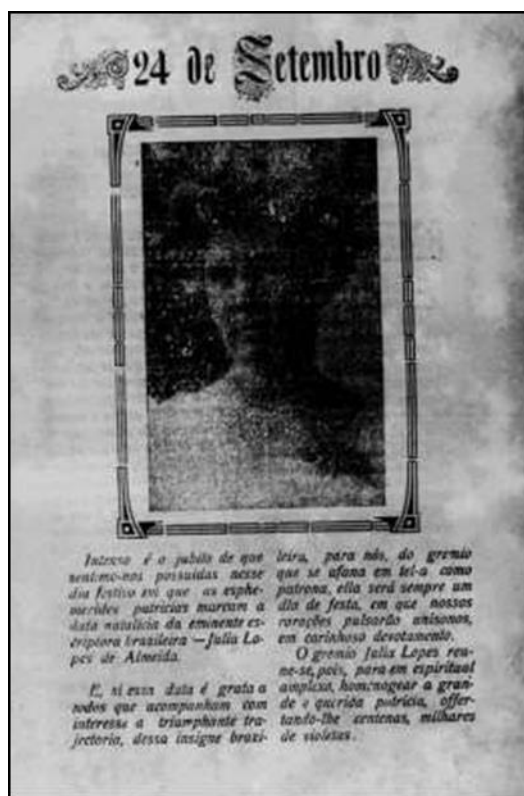 24 de Setembro
Intenso é o jubilo de que
sentimo-nos possuidas nesse
dia festivo em que as ephe-
merides patricias marcam a
data natalicia da eminente es-
criptora brazileira —Julia Lo-
pes de Almeida.
E, si essa data é grata a
todos que acompanham com
interesse a triumphante tra-
jectoria, dessa insigne brazi-
leira, para nós, do gremio
que se afana em tel-a como
patrona, ella será sempre um
dia de festa, em que nossos
corações pulsarão unisonos,
em carinhoso devotamento.
O gremio Julia Lopes reu-
ne-se, pois, para em espiritual
amplexo, homenagear a gran-
de e querida patricia, offer-
tando-lhe centenas, milhares
de violetas.